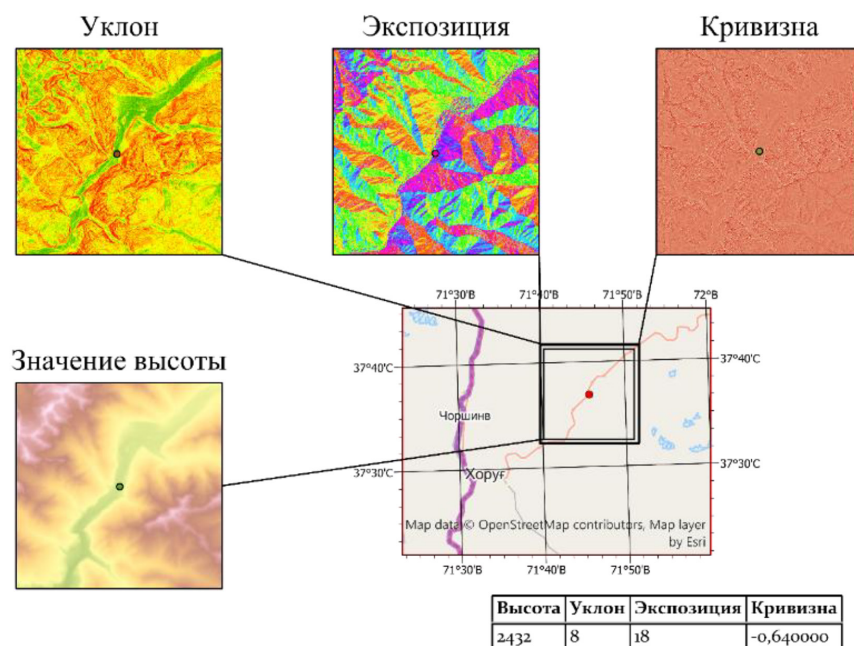 Уклон
Экспозиция
Кривизна
71°30'В 71°40'В 71°50'В 72°В
37°40'С
37°40'С
Чоршинв
37°30'С
37°30'С
Хоруғ
Map data © OpenStreetMap contributors, Map layer
by Esri
71°30'В 71°40'В 71°50'В
Значение высоты
Высота Уклон Экспозиция Кривизна
2432 8 18 -0,640000